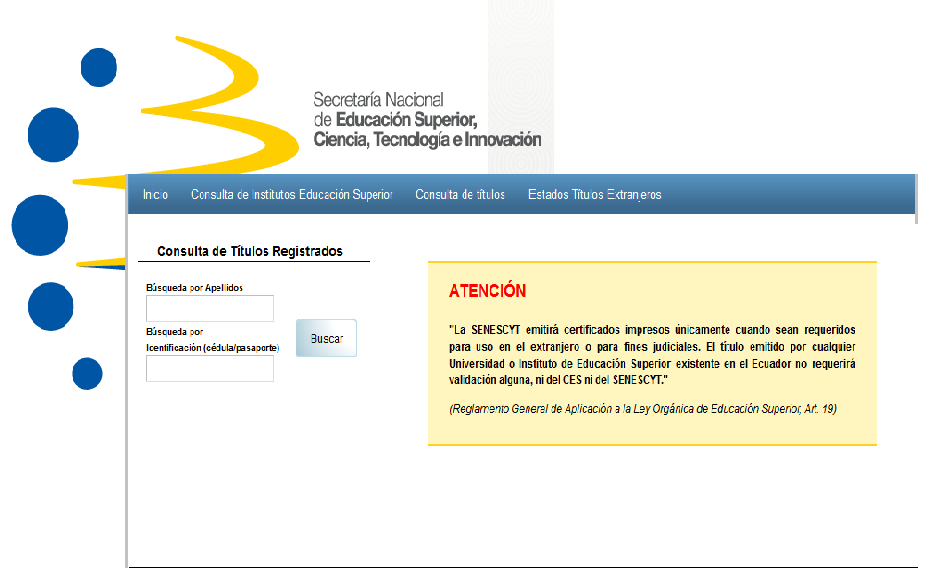 Secretaría Nacional
de Educación Superior,
Ciencia, Tecnología e Innovación
Inicio Consulta de Institutos Educación Superior Consulta de títulos Estados Títulos Extranjeros
Consulta de Títulos Registrados
Búsqueda por Apellidos
Búsqueda por
Identificación (cédula/pasaporte)
Buscar
ATENCIÓN
"La SENESCYT emitirá certificados impresos únicamente cuando sean requeridos
para uso en el extranjero o para fines judiciales. El título emitido por cualquier
Universidad o Instituto de Educación Superior existente en el Ecuador no requerirá
validación alguna, ni del CES ni del SENESCYT."
(Reglamento General de Aplicación a la Ley Orgánica de Educación Superior, Art. 19)